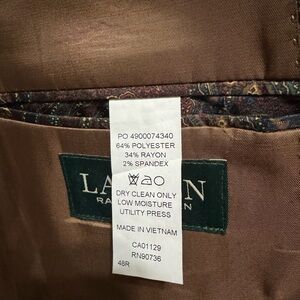 PO 4900074340
64% POLYESTER
34% RAYON
2% SPANDEX
DRY CLEAN ONLY
LOW MOISTURE
UTILITY PRESS
MADE IN VIETNAM
CA01129
RN90736
46R